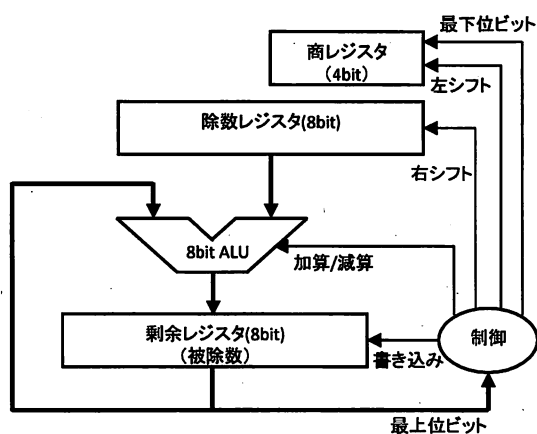 最下位ビット
商レジスタ
（4bit）
左シフト
除数レジスタ(8bit)
右シフト
8bit ALU
加算/減算
剰余レジスタ(8bit)
（被除数）
制御
書き込み
最上位ビット